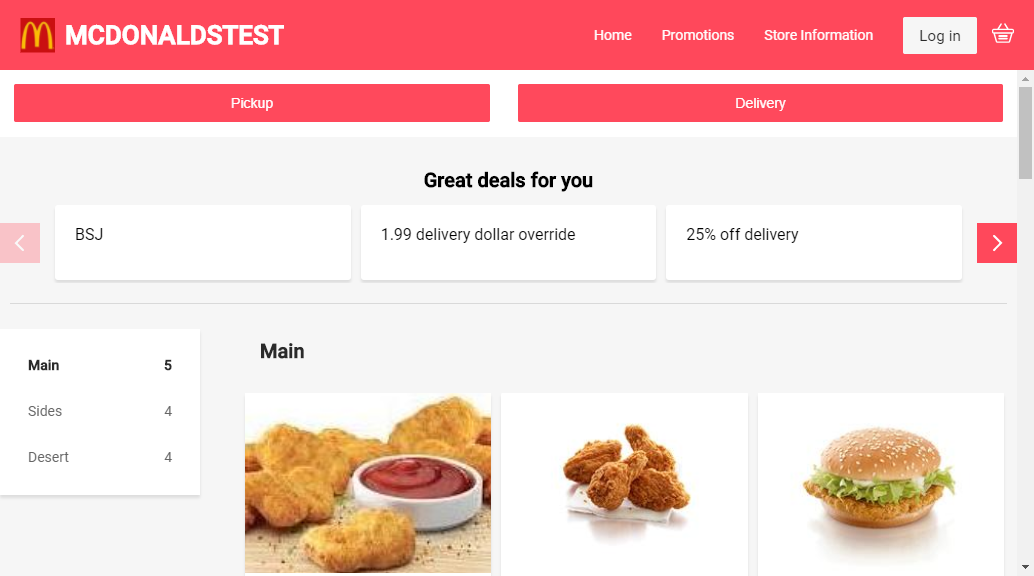 MCDONALDSTEST
Home Promotions Store Information Log in
Pickup Delivery
Great deals for you
BSJ
1.99 delivery dollar override
25% off delivery
Main 5
Sides 4
Desert 4
Main